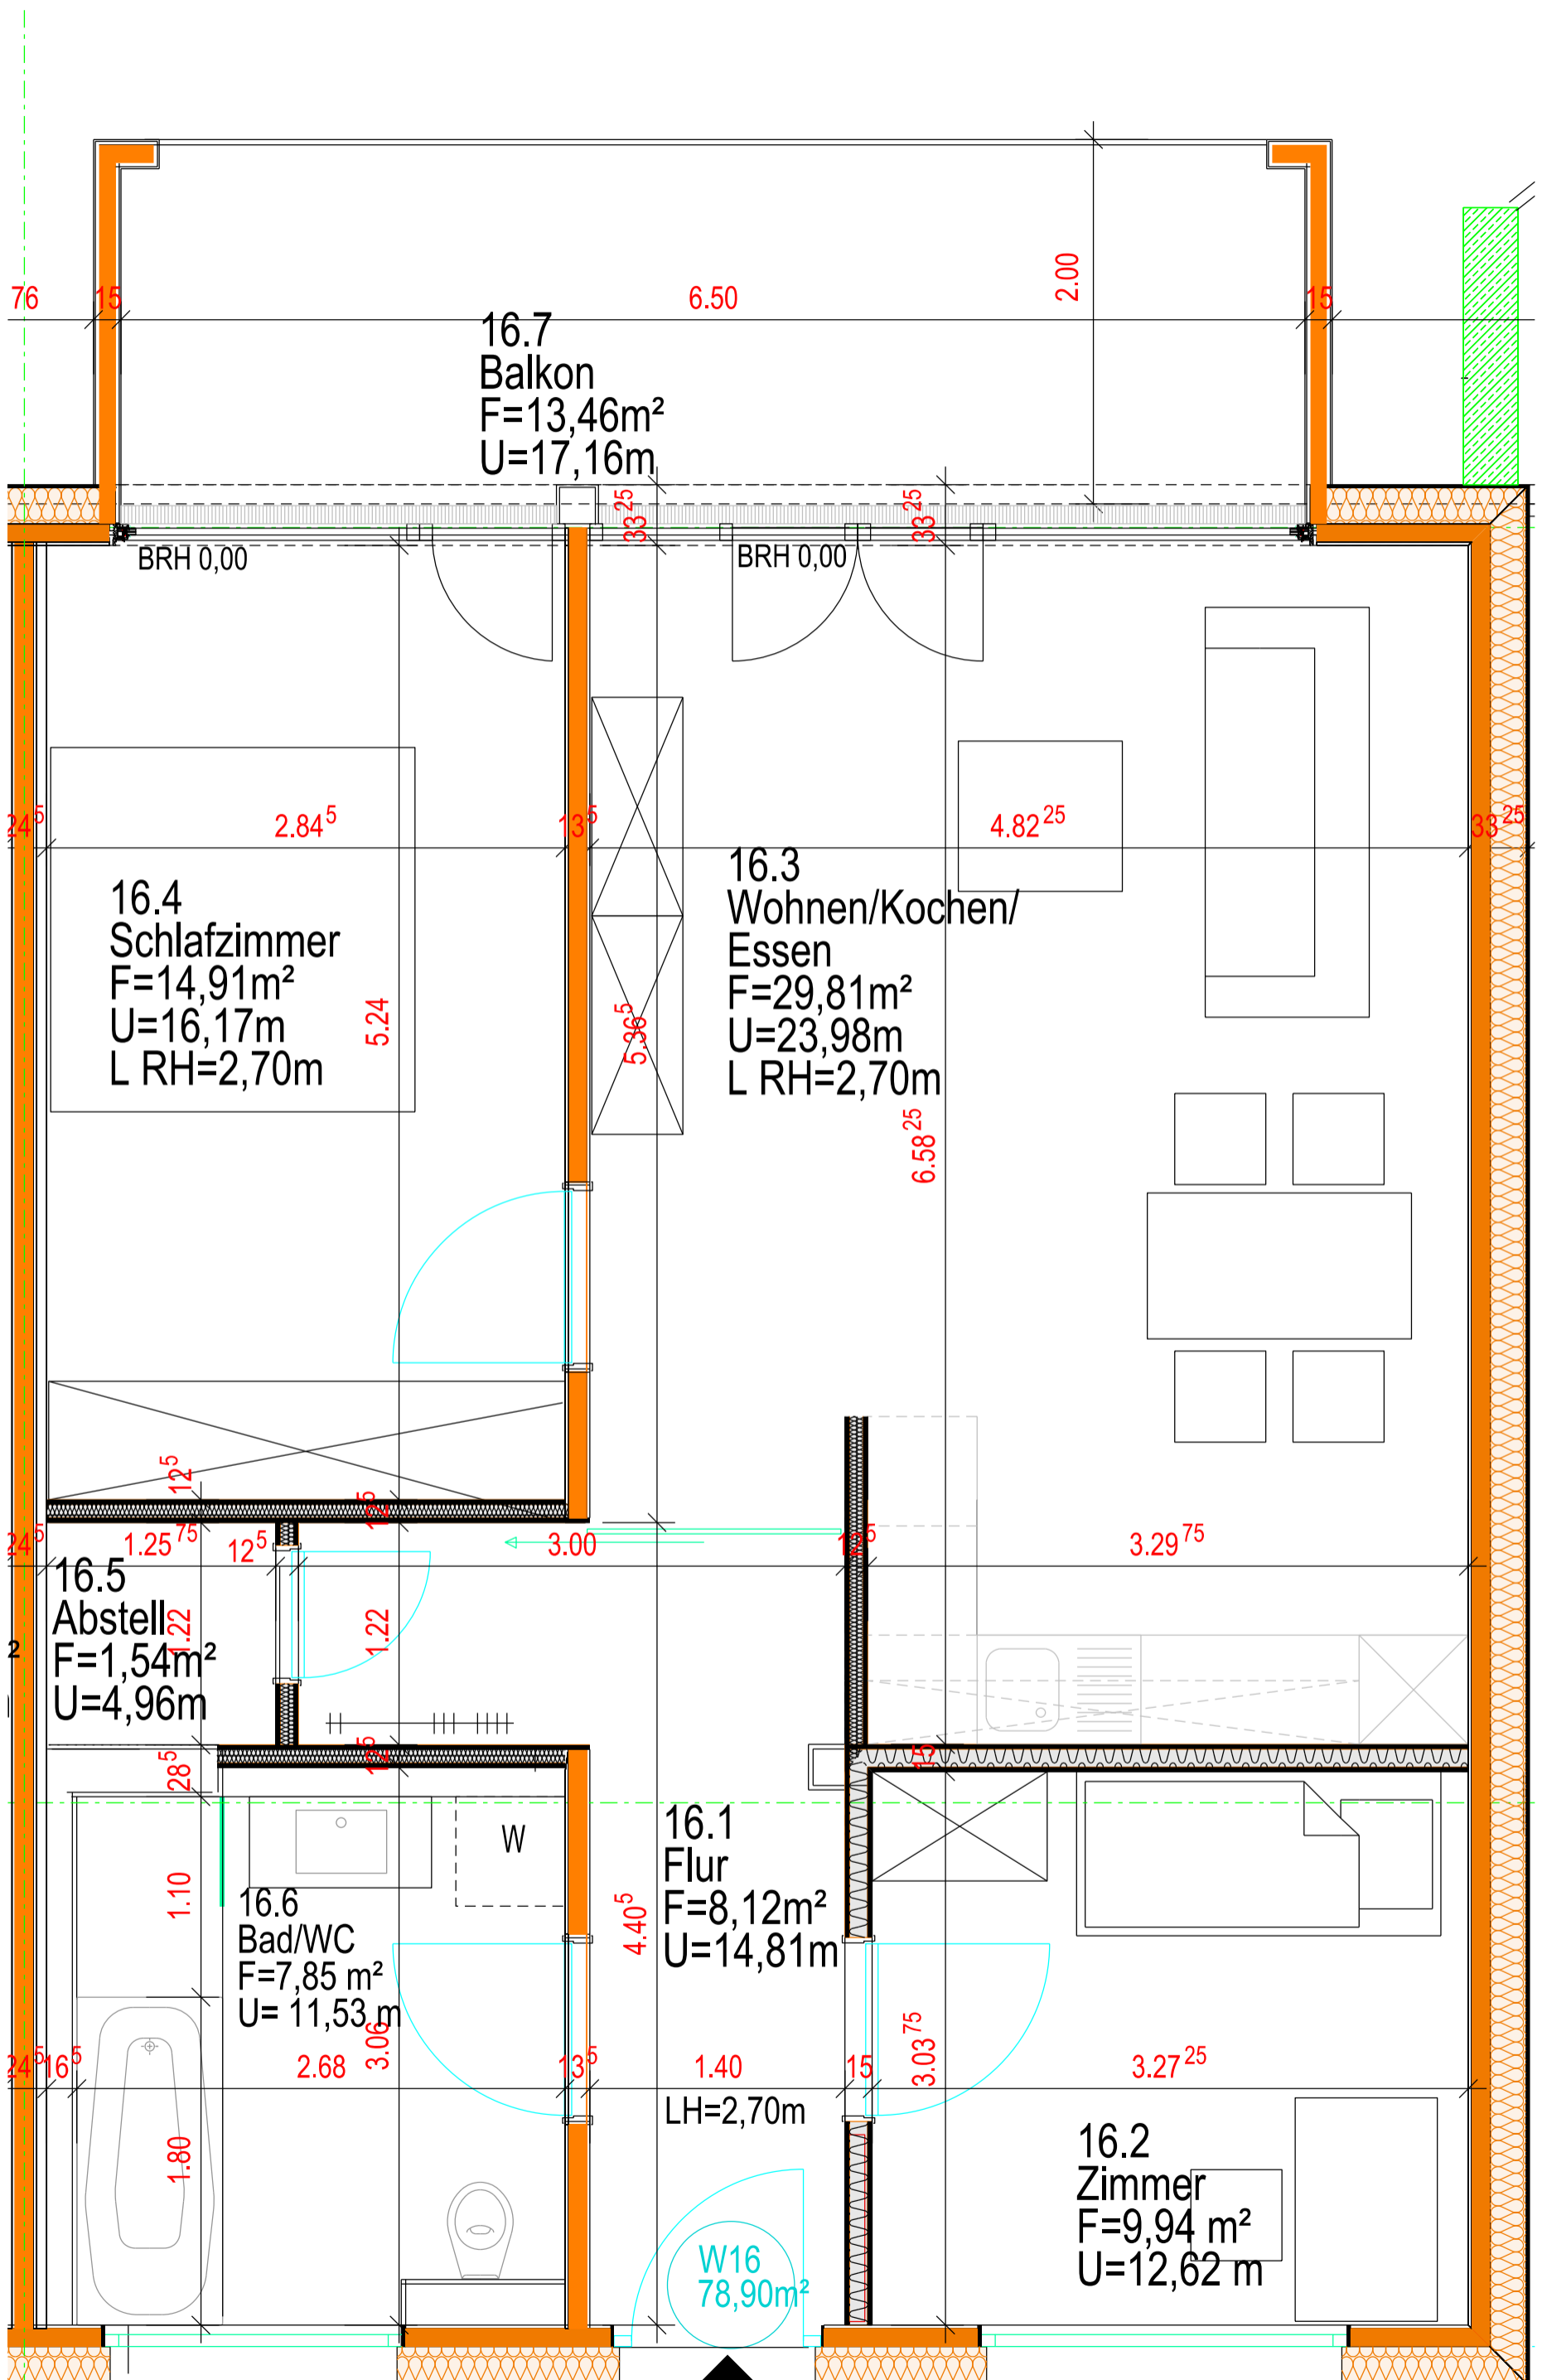 2.00
76
15
6.50
15
16.7
Balkon
F=13,46m²
U=17,16m
33 25
33 25
BRH 0,00
BRH 0,00
24 5
2.84 5
13 5
4.82 25
33 25
16.4
Schlafzimmer
F=14,91m²
U=16,17m
L RH=2,70m
5.24
5.36 5
16.3
Wohnen/Kochen/
Essen
F=29,81m²
U=23,98m
L RH=2,70m
6.58 25
12 5
12 5
24 5
1.25 75
12 5
3.00
12 5
3.29 75
16.5
Abstell
F=1,54m²
U=4,96m
1.22
1.22
2
28 5
12 5
15
1.10
W
16.6
Bad/WC
F=7,85 m²
U= 11,53 m
3.06
16.1
Flur
F=8,12m²
U=14,81m
4.40 5
3.03 75
24 5
16 5
2.68
13 5
1.40
15
3.27 25
LH=2,70m
1.80
16.2
Zimmer
F=9,94 m²
U=12,62 m
W16
78,90m²